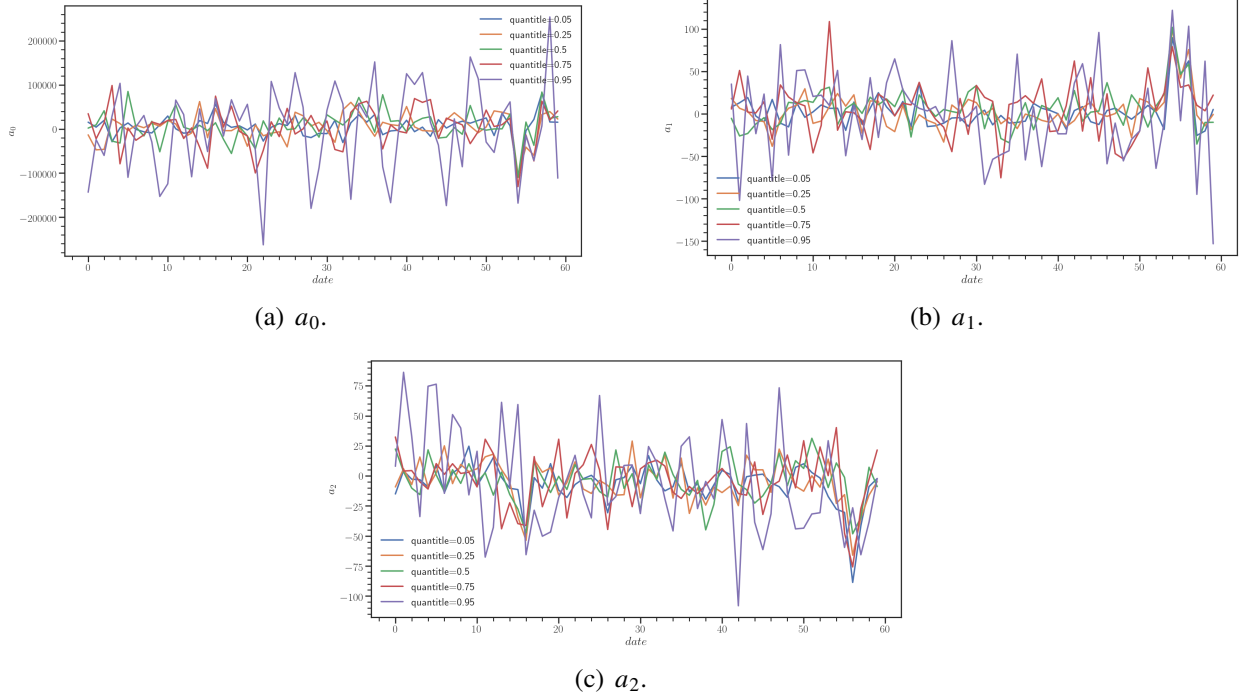 200000
100000
0
−100000
−200000
a0
quantitle=0.05
quantitle=0.25
quantitle=0.5
quantitle=0.75
quantitle=0.95
0 10 20 30 40 50 60
date
(a) a0.
100
50
0
−50
−100
−150
a1
quantitle=0.05
quantitle=0.25
quantitle=0.5
quantitle=0.75
quantitle=0.95
0 10 20 30 40 50 60
date
(b) a1.
75
50
25
0
−25
−50
−75
−100
a2
quantitle=0.05
quantitle=0.25
quantitle=0.5
quantitle=0.75
quantitle=0.95
0 10 20 30 40 50 60
date
(c) a2.